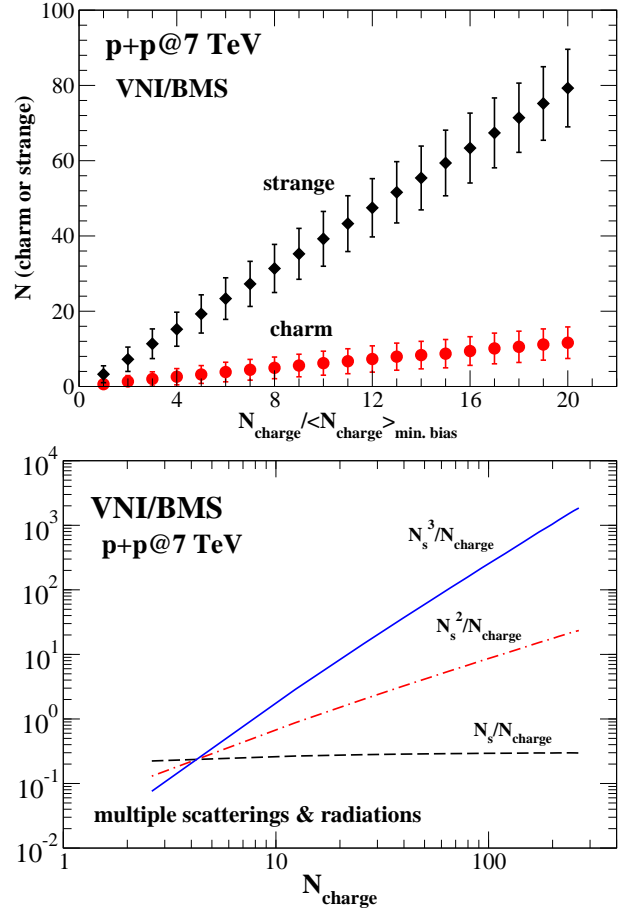 100
80
60
40
20
0
N (charm or strange)
p+p@7 TeV
VNI/BMS
strange
charm
0 4 8 12 16 20
N_charge/<N_charge>_min. bias
10^4
10^3
10^2
10^1
10^0
10^-1
10^-2
VNI/BMS
p+p@7 TeV
N_s^3/N_charge
N_s^2/N_charge
N_s/N_charge
multiple scatterings & radiations
1 10 100
N_charge